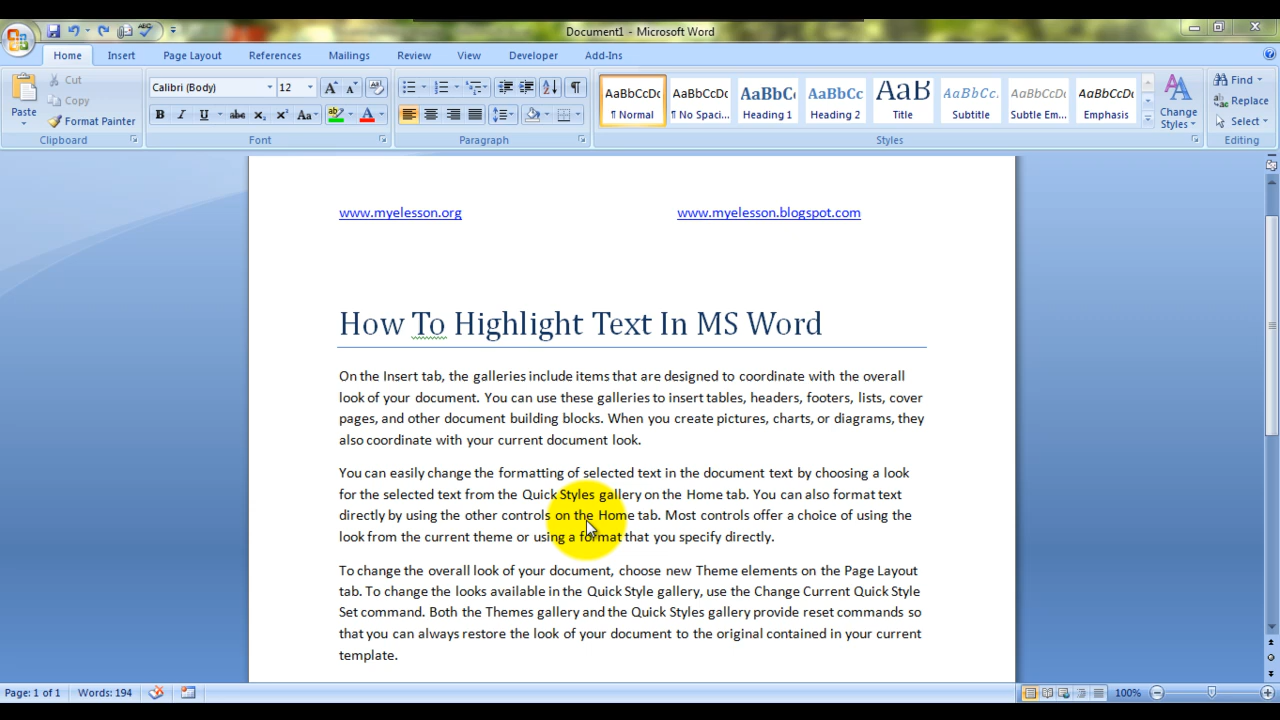 Document1 - Microsoft Word
Home Insert Page Layout References Mailings Review View Developer Add-Ins
Paste
Cut
Copy
Format Painter
Clipboard
Calibri (Body) 12
B I U abc X₂ X² Aa
Font
Paragraph
AaBbCcDc AaBbCcDc AaBbC AaBbCc AaB AaBbCc. AaBbCcDc AaBbCcDc
¶ Normal ¶ No Spaci... Heading 1 Heading 2 Title Subtitle Subtle Em... Emphasis
Change
Styles
Styles
Find
Replace
Select
Editing
www.myelesson.org www.myelesson.blogspot.com
How To Highlight Text In MS Word
On the Insert tab, the galleries include items that are designed to coordinate with the overall
look of your document. You can use these galleries to insert tables, headers, footers, lists, cover
pages, and other document building blocks. When you create pictures, charts, or diagrams, they
also coordinate with your current document look.
You can easily change the formatting of selected text in the document text by choosing a look
for the selected text from the Quick Styles gallery on the Home tab. You can also format text
directly by using the other controls on the Home tab. Most controls offer a choice of using the
look from the current theme or using a format that you specify directly.
To change the overall look of your document, choose new Theme elements on the Page Layout
tab. To change the looks available in the Quick Style gallery, use the Change Current Quick Style
Set command. Both the Themes gallery and the Quick Styles gallery provide reset commands so
that you can always restore the look of your document to the original contained in your current
template.
Page: 1 of 1 Words: 194 100%